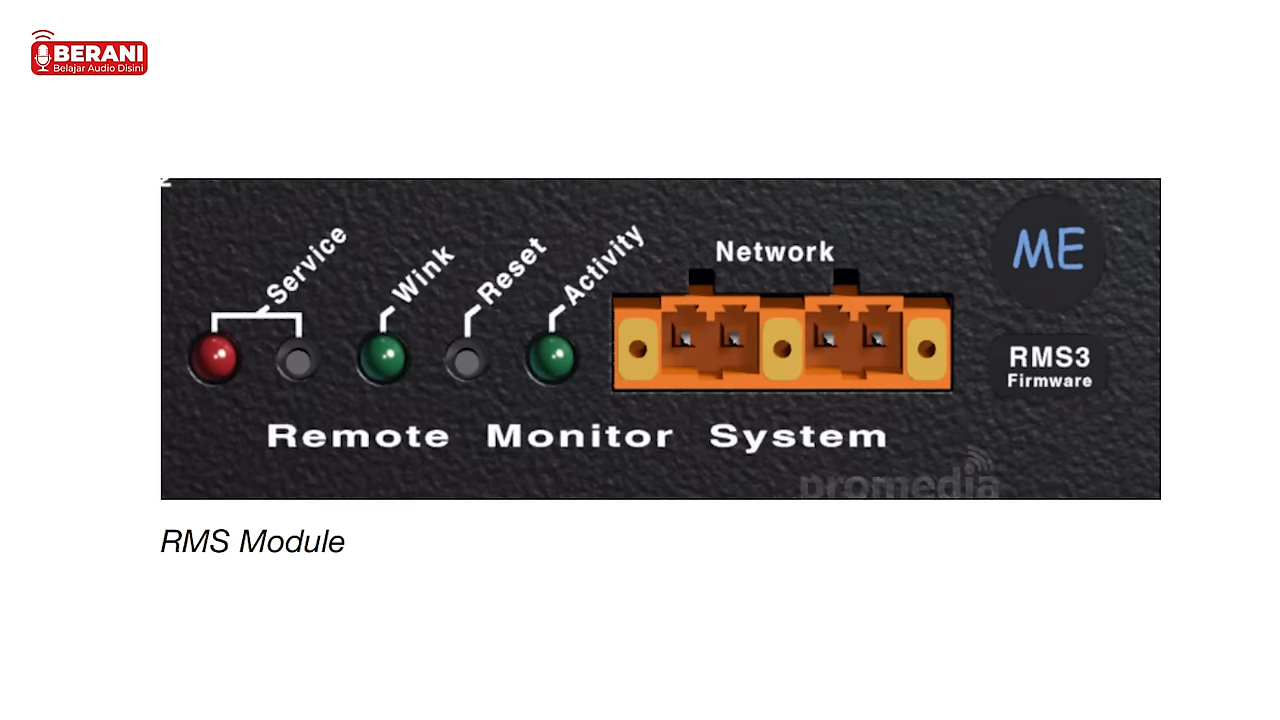 BERANI
Belajar Audio Disini
Service
Wink
Reset
Activity
Network
ME
RMS3
Firmware
Remote Monitor System
promedia
RMS Module